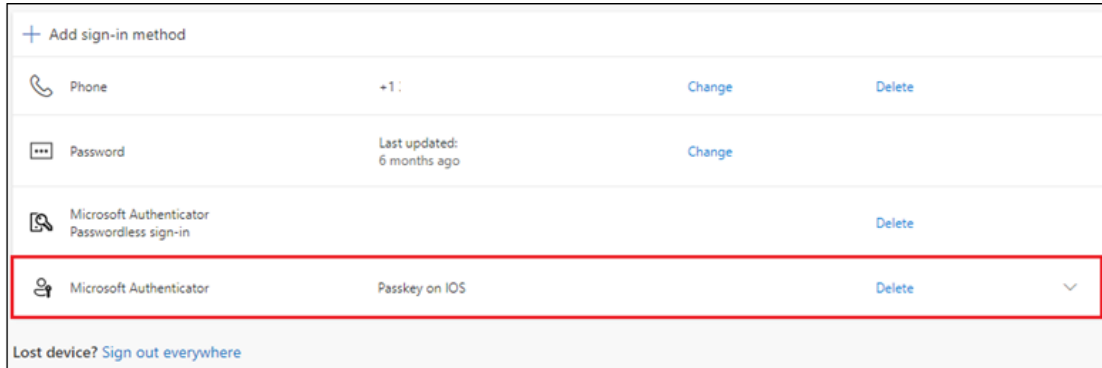 Add sign-in method
Phone +1 Change Delete
Password Last updated: Change
6 months ago
Microsoft Authenticator
Passwordless sign-in Delete
Microsoft Authenticator Passkey on IOS Delete
Lost device? Sign out everywhere